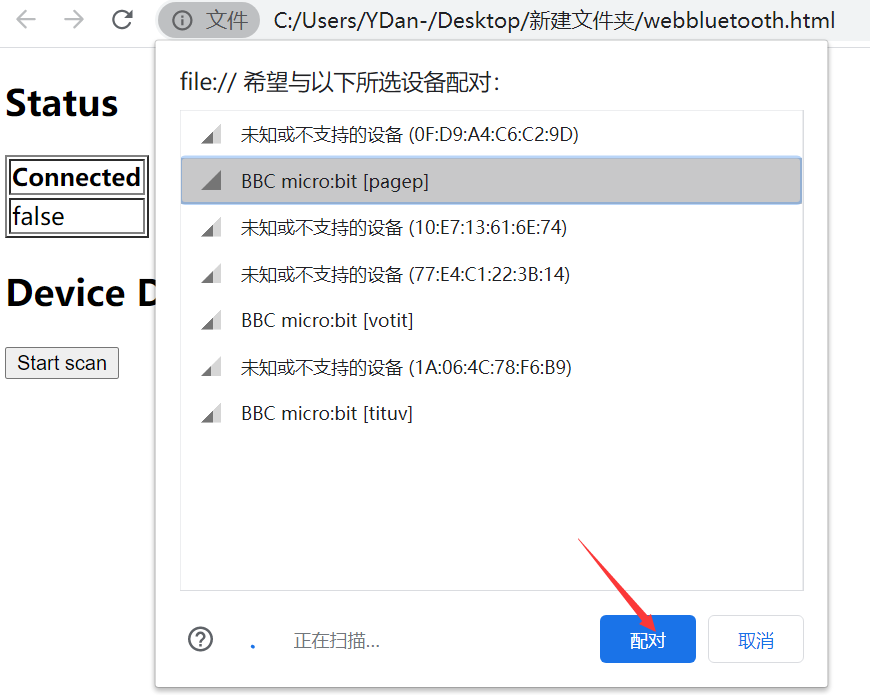 文件 C:/Users/YDan-/Desktop/新建文件夹/webbluetooth.html
file:// 希望与以下所选设备配对：
Status
Connected
false
Device D
Start scan
未知或不支持的设备 (0F:D9:A4:C6:C2:9D)
BBC micro:bit [pagep]
未知或不支持的设备 (10:E7:13:61:6E:74)
未知或不支持的设备 (77:E4:C1:22:3B:14)
BBC micro:bit [votit]
未知或不支持的设备 (1A:06:4C:78:F6:B9)
BBC micro:bit [tituv]
正在扫描...
配对
取消